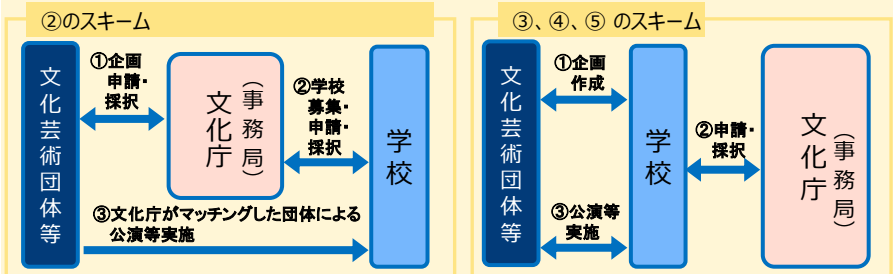 ②のスキーム
文化芸術団体等
①企画
申請・
採択
文化庁
（事務局）
②学校
募集・
申請・
採択
学校
③文化庁がマッチングした団体による
公演等実施
③、④、⑤ のスキーム
文化芸術団体等
①企画
作成
③公演等
実施
学校
②申請・
採択
文化庁
（事務局）